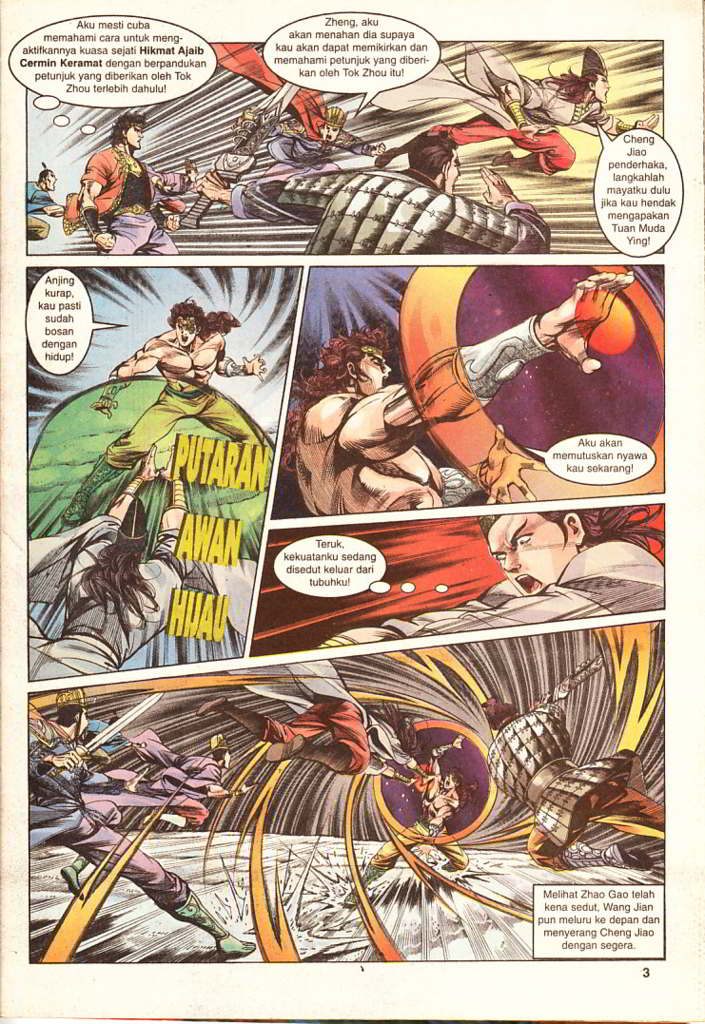 Aku mesti cuba
memahami cara untuk meng-
aktifkannya kuasa sejati Hikmat Ajaib
Cermin Keramat dengan berpandukan
petunjuk yang diberikan oleh Tok
Zhou terlebih dahulu!
Zheng, aku
akan menahan dia supaya
kau akan dapat memikirkan dan
memahami petunjuk yang diberi-
kan oleh Tok Zhou itu!
Cheng
Jiao
penderhaka,
langkahlah
mayatku dulu
jika kau hendak
mengapakan
Tuan Muda
Ying!
Anjing
kurap,
kau pasti
sudah
bosan
dengan
hidup!
PUTARAN
AWAN
HIJAU
Aku akan
memutuskan nyawa
kau sekarang!
Teruk,
kekuatanku sedang
disedut keluar dari
tubuhku!
Melihat Zhao Gao telah
kena sedut, Wang Jian
pun meluru ke depan dan
menyerang Cheng Jiao
dengan segera.
3